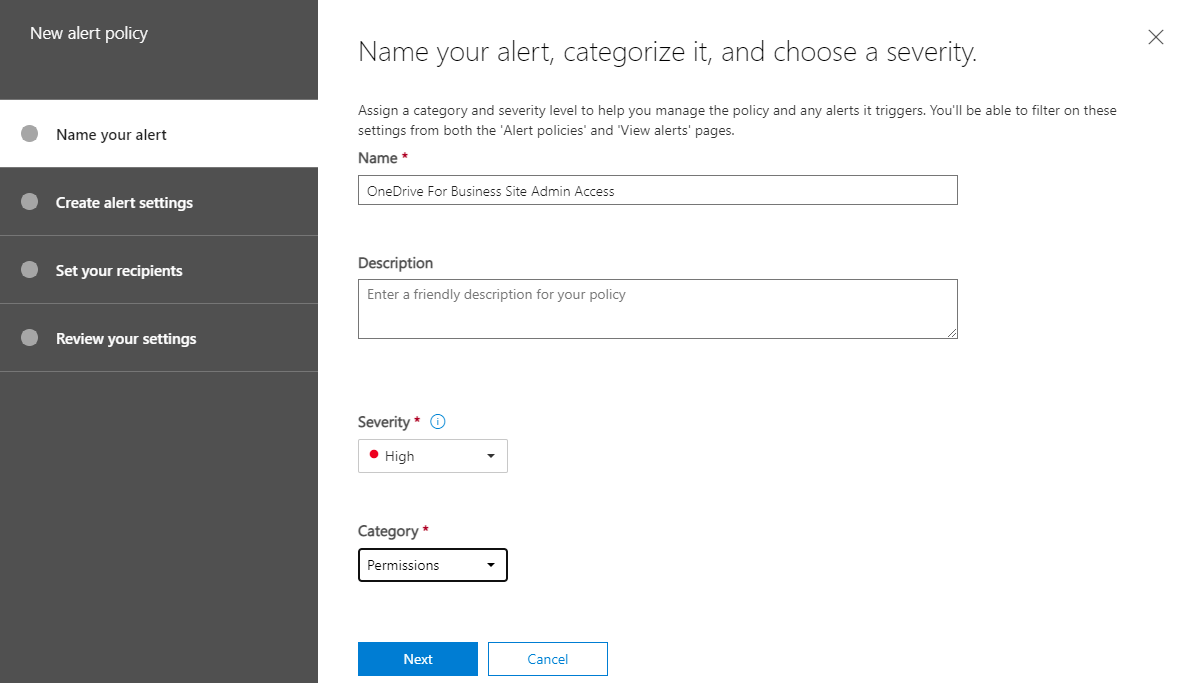 New alert policy
Name your alert
Create alert settings
Set your recipients
Review your settings
Name your alert, categorize it, and choose a severity.
Assign a category and severity level to help you manage the policy and any alerts it triggers. You'll be able to filter on these
settings from both the 'Alert policies' and 'View alerts' pages.
Name *
OneDrive For Business Site Admin Access
Description
Enter a friendly description for your policy
Severity *
High
Category *
Permissions
Next
Cancel